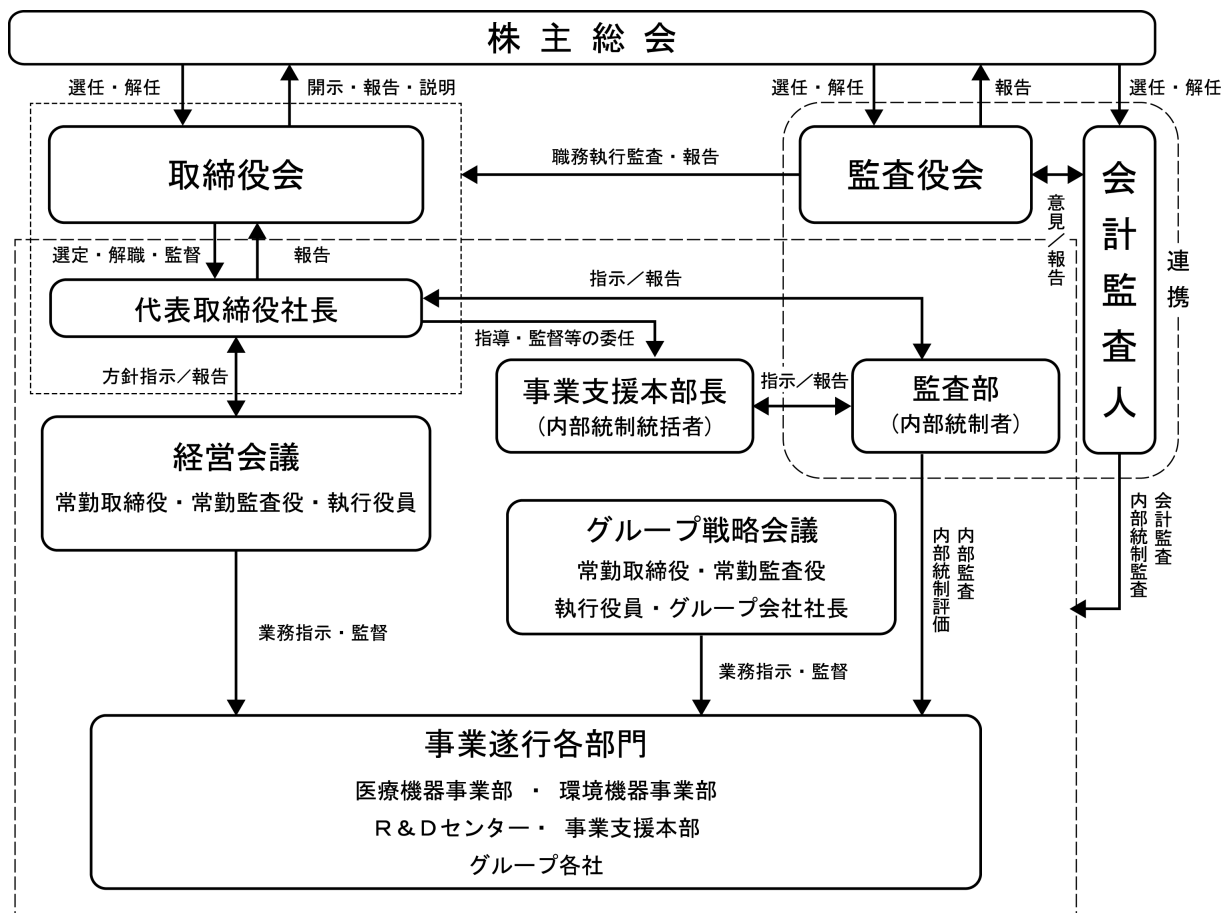 株主総会
選任・解任
開示・報告・説明
選任・解任
報告
選任・解任
取締役会
職務執行監査・報告
監査役会
会計監査人
意見／報告
連携
選定・解職・監督
報告
指示／報告
代表取締役社長
指導・監督等の委任
方針指示／報告
事業支援本部長
（内部統制統括者）
指示／報告
監査部
（内部統制者）
経営会議
常勤取締役・常勤監査役・執行役員
グループ戦略会議
常勤取締役・常勤監査役
執行役員・グループ会社社長
内部監査
内部統制評価
会計監査
内部統制監査
業務指示・監督
業務指示・監督
事業遂行各部門
医療機器事業部 ・ 環境機器事業部
Ｒ＆Ｄセンター・ 事業支援本部
グループ各社